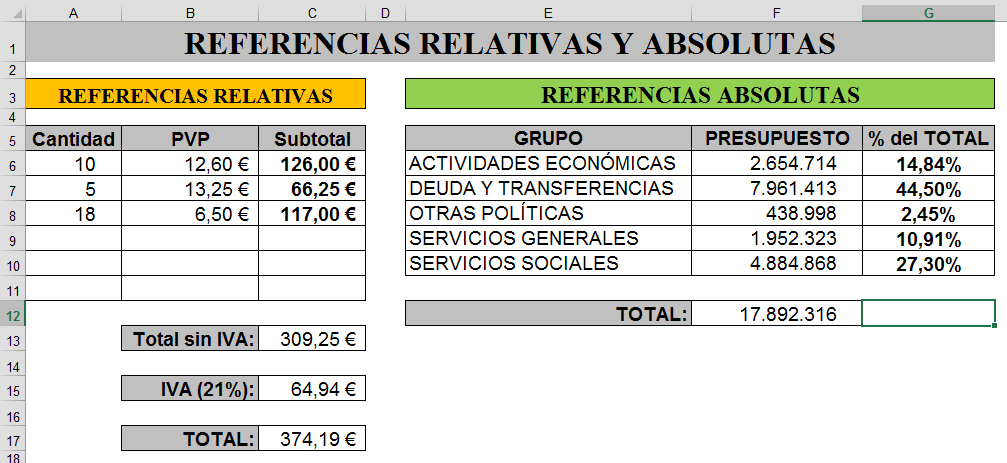 A B C D E F G
1 REFERENCIAS RELATIVAS Y ABSOLUTAS
2
3 REFERENCIAS RELATIVAS REFERENCIAS ABSOLUTAS
4
5 Cantidad PVP Subtotal GRUPO PRESUPUESTO % del TOTAL
6 10 12,60 € 126,00 € ACTIVIDADES ECONÓMICAS 2.654.714 14,84%
7 5 13,25 € 66,25 € DEUDA Y TRANSFERENCIAS 7.961.413 44,50%
8 18 6,50 € 117,00 € OTRAS POLÍTICAS 438.998 2,45%
9 SERVICIOS GENERALES 1.952.323 10,91%
10 SERVICIOS SOCIALES 4.884.868 27,30%
11
12 TOTAL: 17.892.316
13 Total sin IVA: 309,25 €
14
15 IVA (21%): 64,94 €
16
17 TOTAL: 374,19 €
18